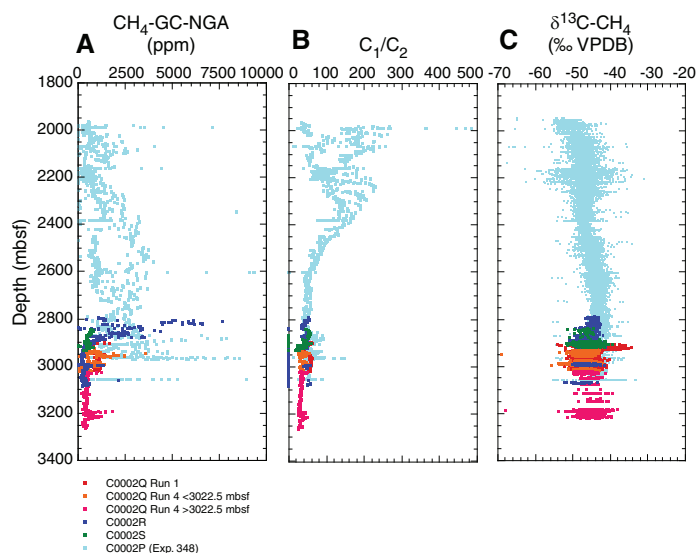 CH4-GC-NGA
(ppm)
C1/C2
δ13C-CH4
(‰ VPDB)
A
B
C
0 2500 5000 7500 10000
0 100 200 300 400 500
-70 -60 -50 -40 -30 -20
1800
2000
2200
2400
2600
2800
3000
3200
3400
Depth (mbsf)
C0002Q Run 1
C0002Q Run 4 <3022.5 mbsf
C0002Q Run 4 >3022.5 mbsf
C0002R
C0002S
C0002P (Exp. 348)